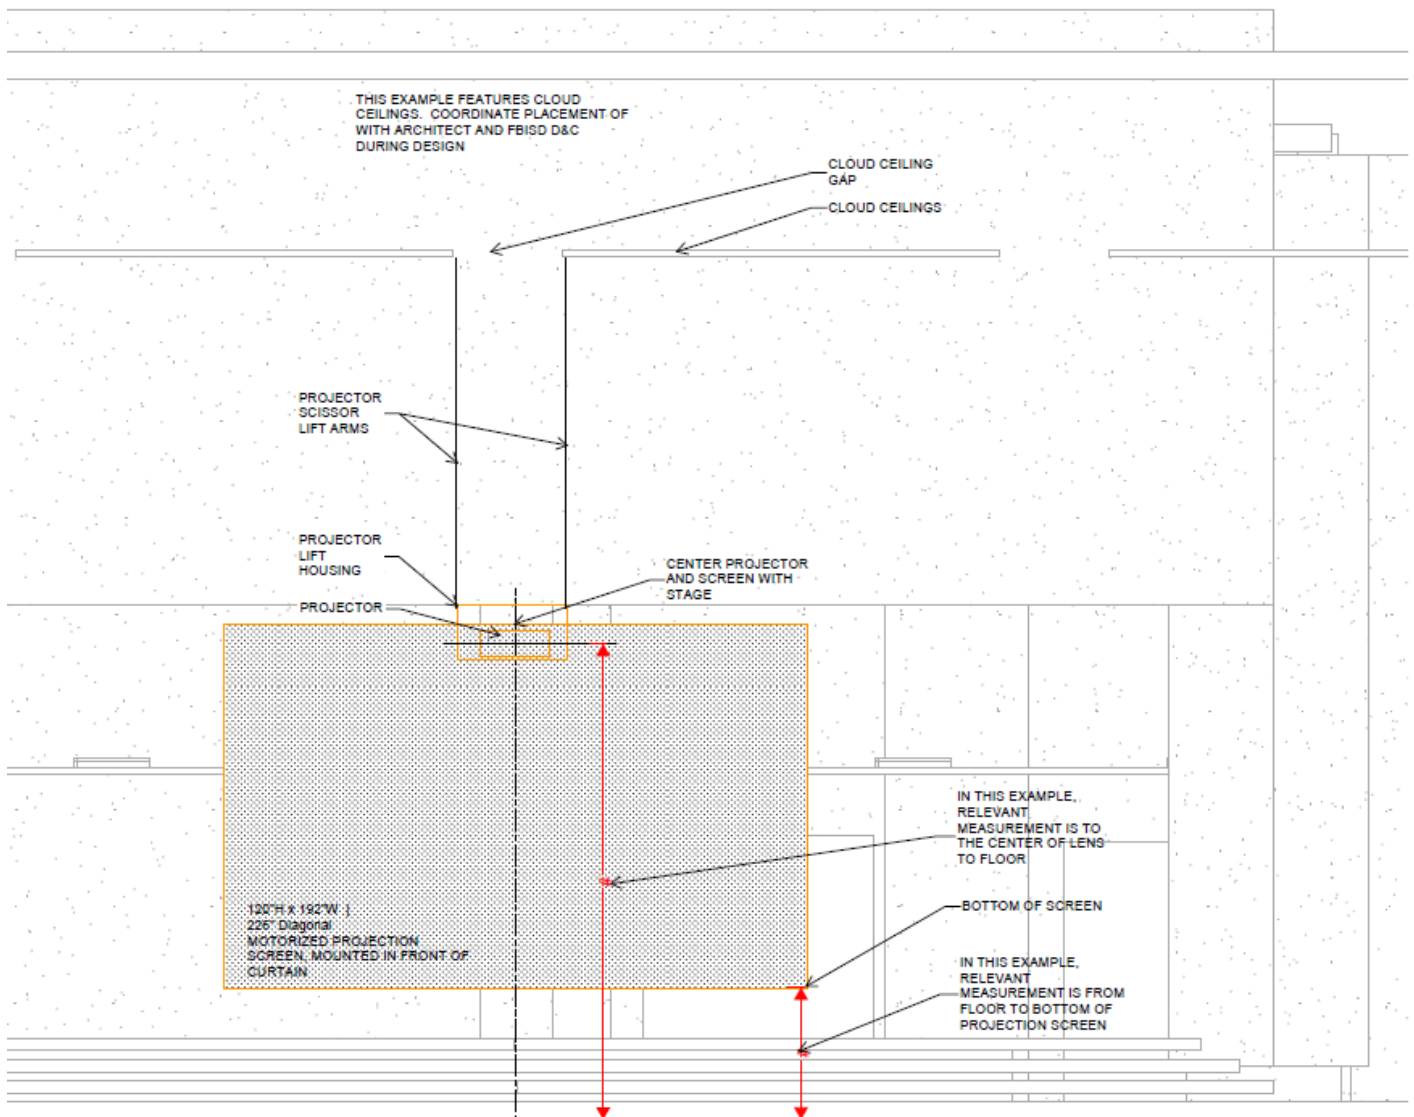 THIS EXAMPLE FEATURES CLOUD
CEILINGS.  COORDINATE PLACEMENT OF
WITH ARCHITECT AND FBISD D&C
DURING DESIGN
CLOUD CEILING
GAP
CLOUD CEILINGS
PROJECTOR
SCISSOR
LIFT ARMS
PROJECTOR
LIFT
HOUSING
CENTER PROJECTOR
AND SCREEN WITH
STAGE
PROJECTOR
IN THIS EXAMPLE,
RELEVANT
MEASUREMENT IS TO
THE CENTER OF LENS
TO FLOOR
120"H x 192"W |
226" Diagonal
MOTORIZED PROJECTION
SCREEN, MOUNTED IN FRONT OF
CURTAIN
BOTTOM OF SCREEN
IN THIS EXAMPLE,
RELEVANT
MEASUREMENT IS FROM
FLOOR TO BOTTOM OF
PROJECTION SCREEN